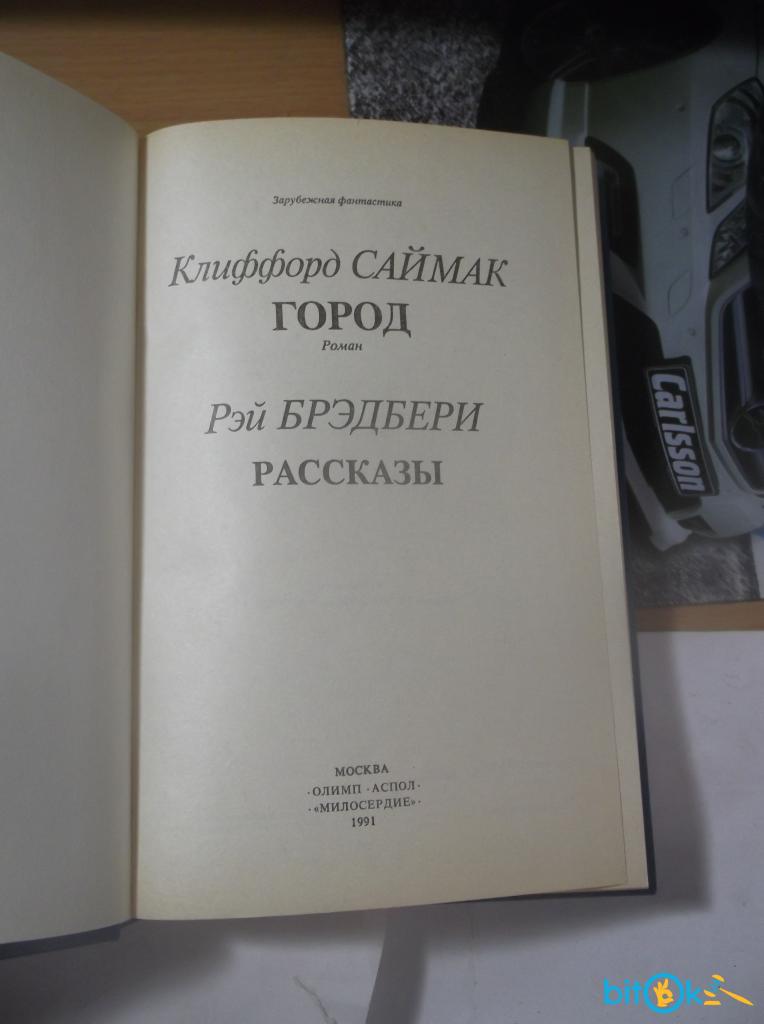 Зарубежная фантастика
Клиффорд САЙМАК
ГОРОД
Роман
Рэй БРЭДБЕРИ
РАССКАЗЫ
МОСКВА
·ОЛИМП·АСПОЛ·
·«МИЛОСЕРДИЕ»·
1991
Carlsson
bitOk